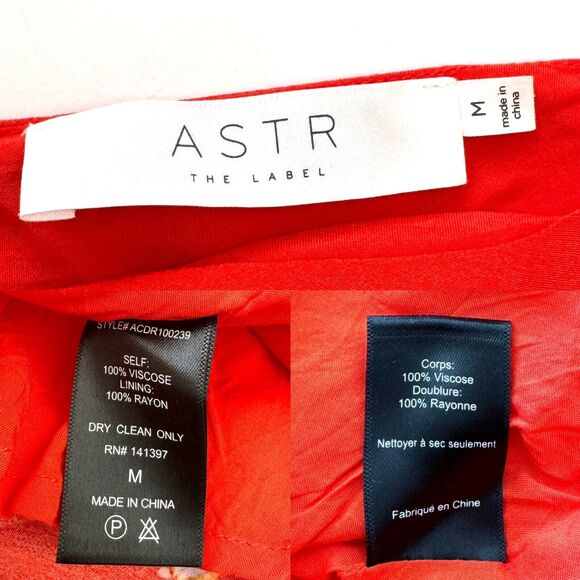 ASTR
THE LABEL
M
made in
china
STYLE# ACDR100239
SELF:
100% VISCOSE
LINING:
100% RAYON
DRY CLEAN ONLY
RN# 141397
M
MADE IN CHINA
P A
Corps:
100% Viscose
Doublure:
100% Rayonne
Nettoyer à sec seulement
Fabriqué en Chine